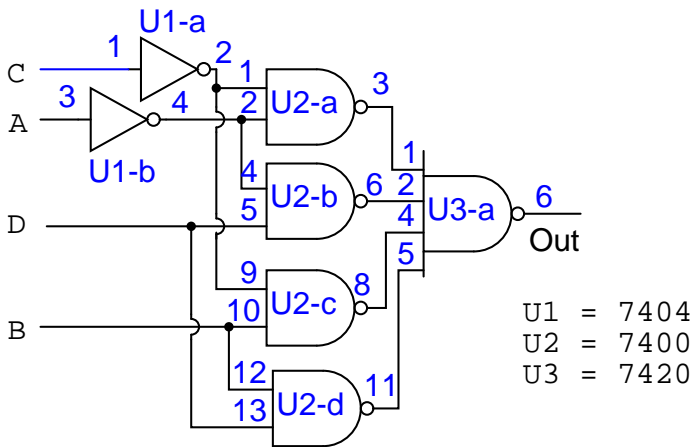 U1-a
C 1 2
1 3
3 4 2 U2-a
A
U1-b
1
4 6 2
U2-b U3-a 6
5 4
D Out
5
9 8
U2-c
10
B
U1 = 7404
U2 = 7400
12 11
U3 = 7420
U2-d
13